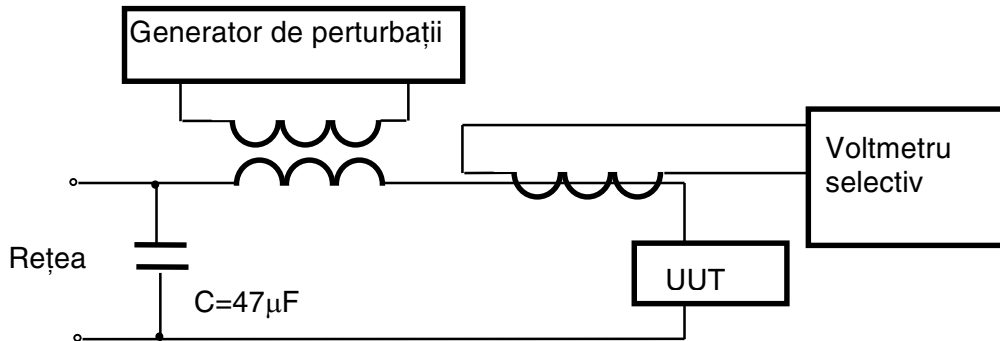 Generator de perturbații
Voltmetru
selectiv
Rețea
C=47µF
UUT